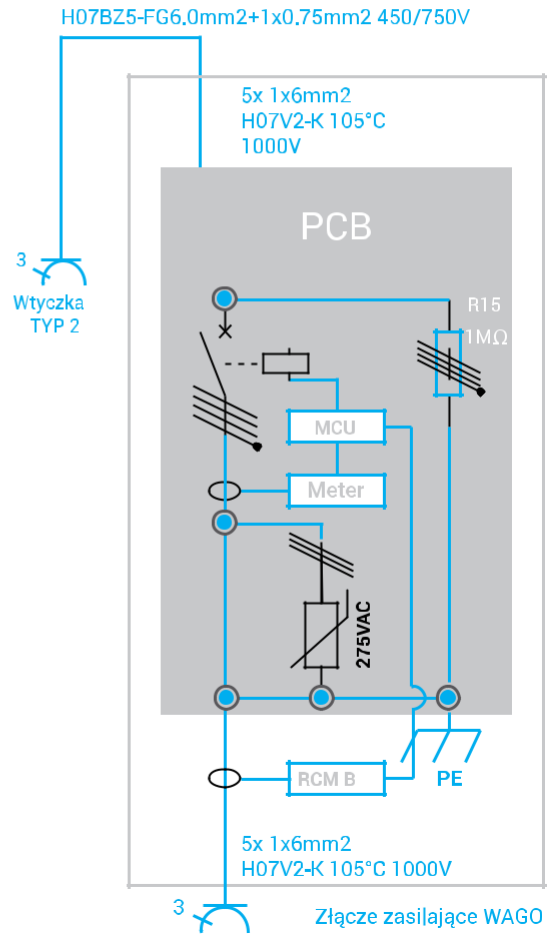 H07BZ5-FG6,0mm2+1x0,75mm2 450/750V
5x 1x6mm2
H07V2-K 105°C
1000V
PCB
3
Wtyczka
TYP 2
R15
1MΩ
MCU
Meter
275VAC
RCM B
PE
5x 1x6mm2
H07V2-K 105°C 1000V
3
Złącze zasilające WAGO